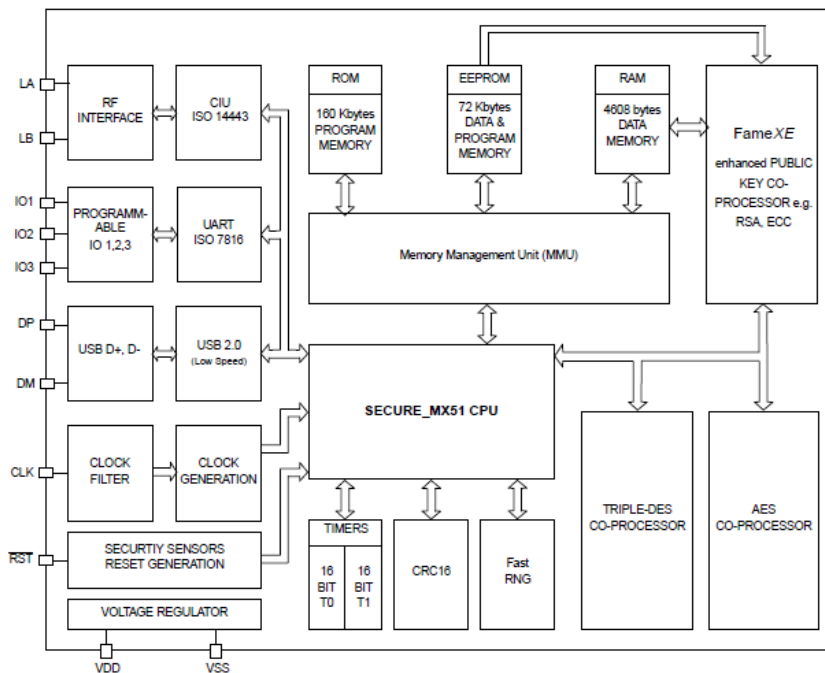 LA
LB
RF
INTERFACE
CIU
ISO 14443
ROM
160 Kbytes
PROGRAM
MEMORY
EEPROM
72 Kbytes
DATA &
PROGRAM
MEMORY
RAM
4608 bytes
DATA
MEMORY
FameXE
enhanced PUBLIC
KEY CO-
PROCESSOR e.g.
RSA, ECC
IO1
IO2
IO3
PROGRAMM-
ABLE
IO 1,2,3
UART
ISO 7816
Memory Management Unit (MMU)
DP
DM
USB D+, D-
USB 2.0
(Low Speed)
SECURE_MX51 CPU
CLK
CLOCK
FILTER
CLOCK
GENERATION
RST
SECURTIY SENSORS
RESET GENERATION
VOLTAGE REGULATOR
VDD
VSS
TIMERS
16
BIT
T0
16
BIT
T1
CRC16
Fast
RNG
TRIPLE-DES
CO-PROCESSOR
AES
CO-PROCESSOR